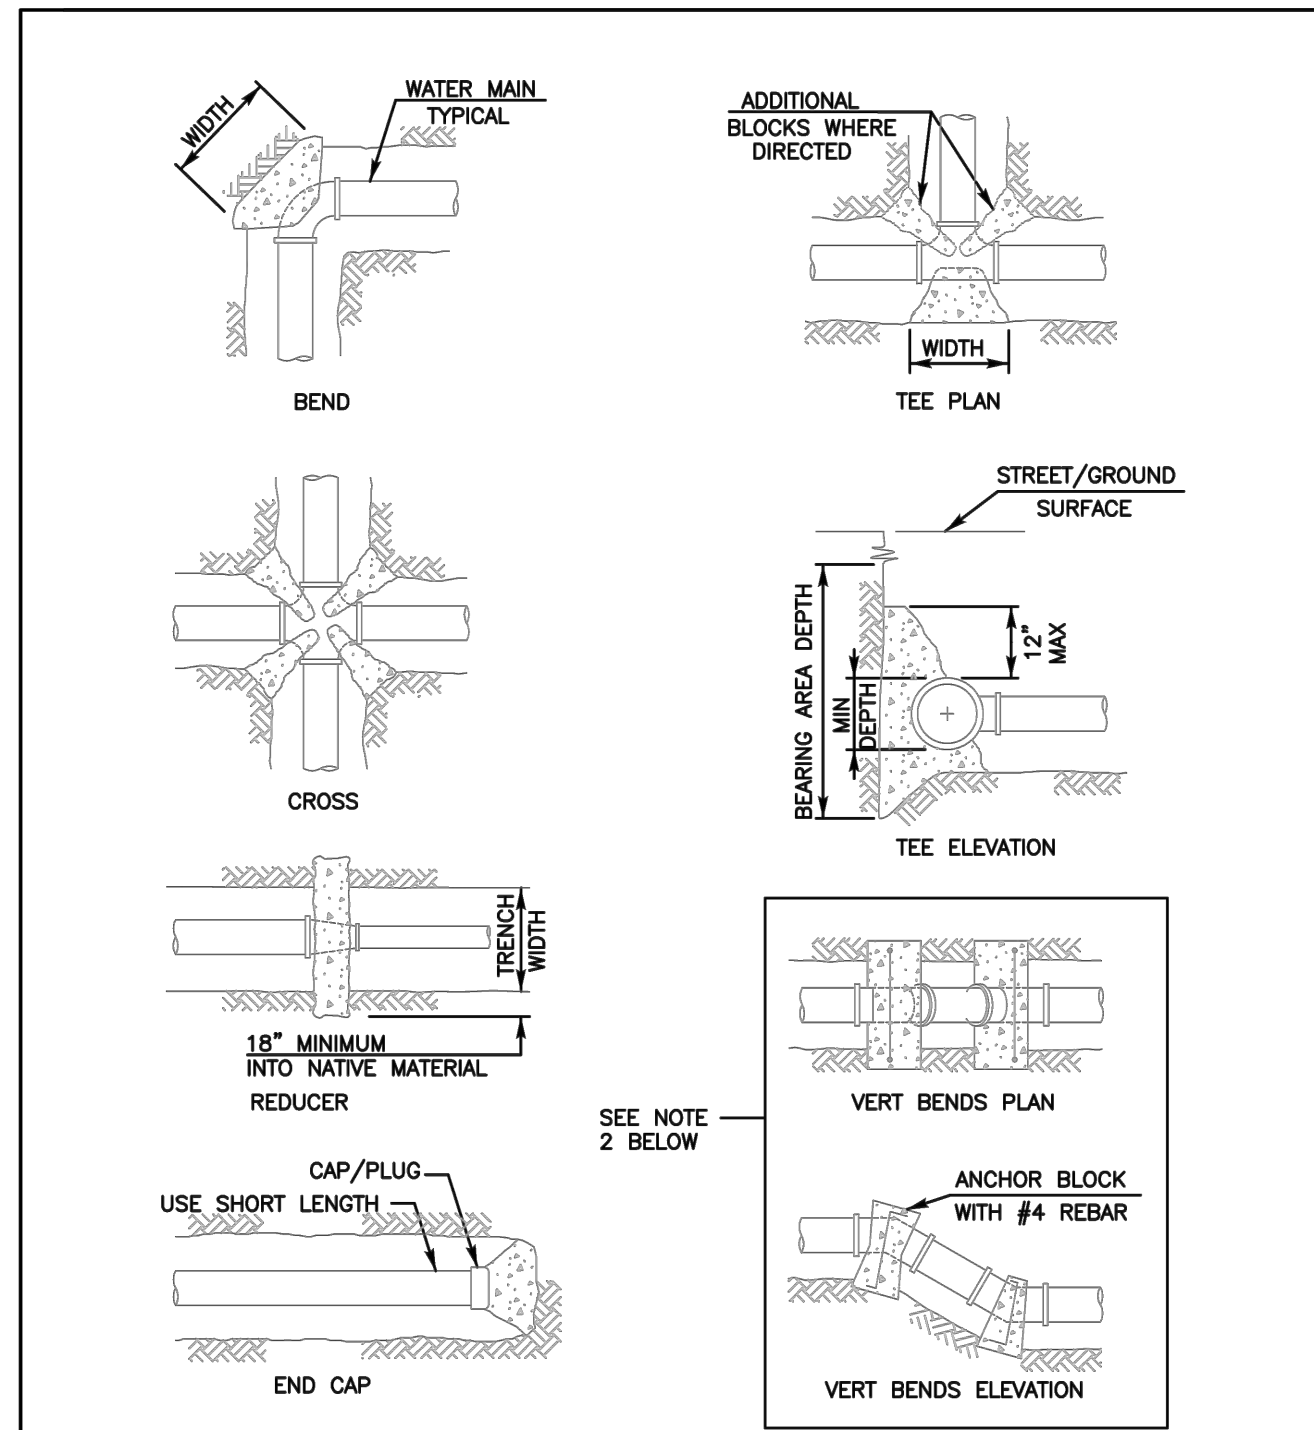 WIDTH
WATER MAIN
TYPICAL
BEND
ADDITIONAL
BLOCKS WHERE
DIRECTED
WIDTH
TEE PLAN
CROSS
STREET/GROUND
SURFACE
BEARING AREA DEPTH
MIN
DEPTH
12"
MAX
TEE ELEVATION
TRENCH
WIDTH
18" MINIMUM
INTO NATIVE MATERIAL
REDUCER
SEE NOTE
2 BELOW
VERT BENDS PLAN
CAP/PLUG
USE SHORT LENGTH
END CAP
ANCHOR BLOCK
WITH #4 REBAR
VERT BENDS ELEVATION